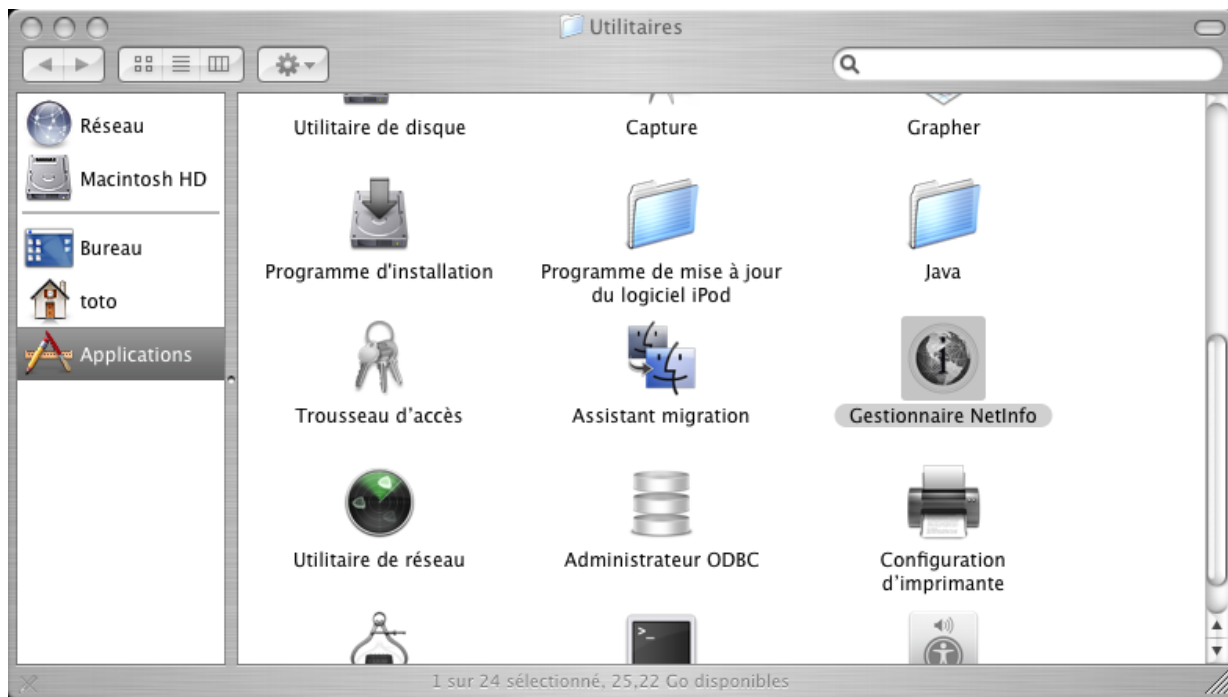 Utilitaires
Réseau
Macintosh HD
Bureau
toto
Applications
Utilitaire de disque
Capture
Grapher
Programme d'installation
Programme de mise à jour
du logiciel iPod
Java
Trousseau d’accès
Assistant migration
Gestionnaire NetInfo
Utilitaire de réseau
Administrateur ODBC
Configuration
d’imprimante
1 sur 24 sélectionné, 25,22 Go disponibles